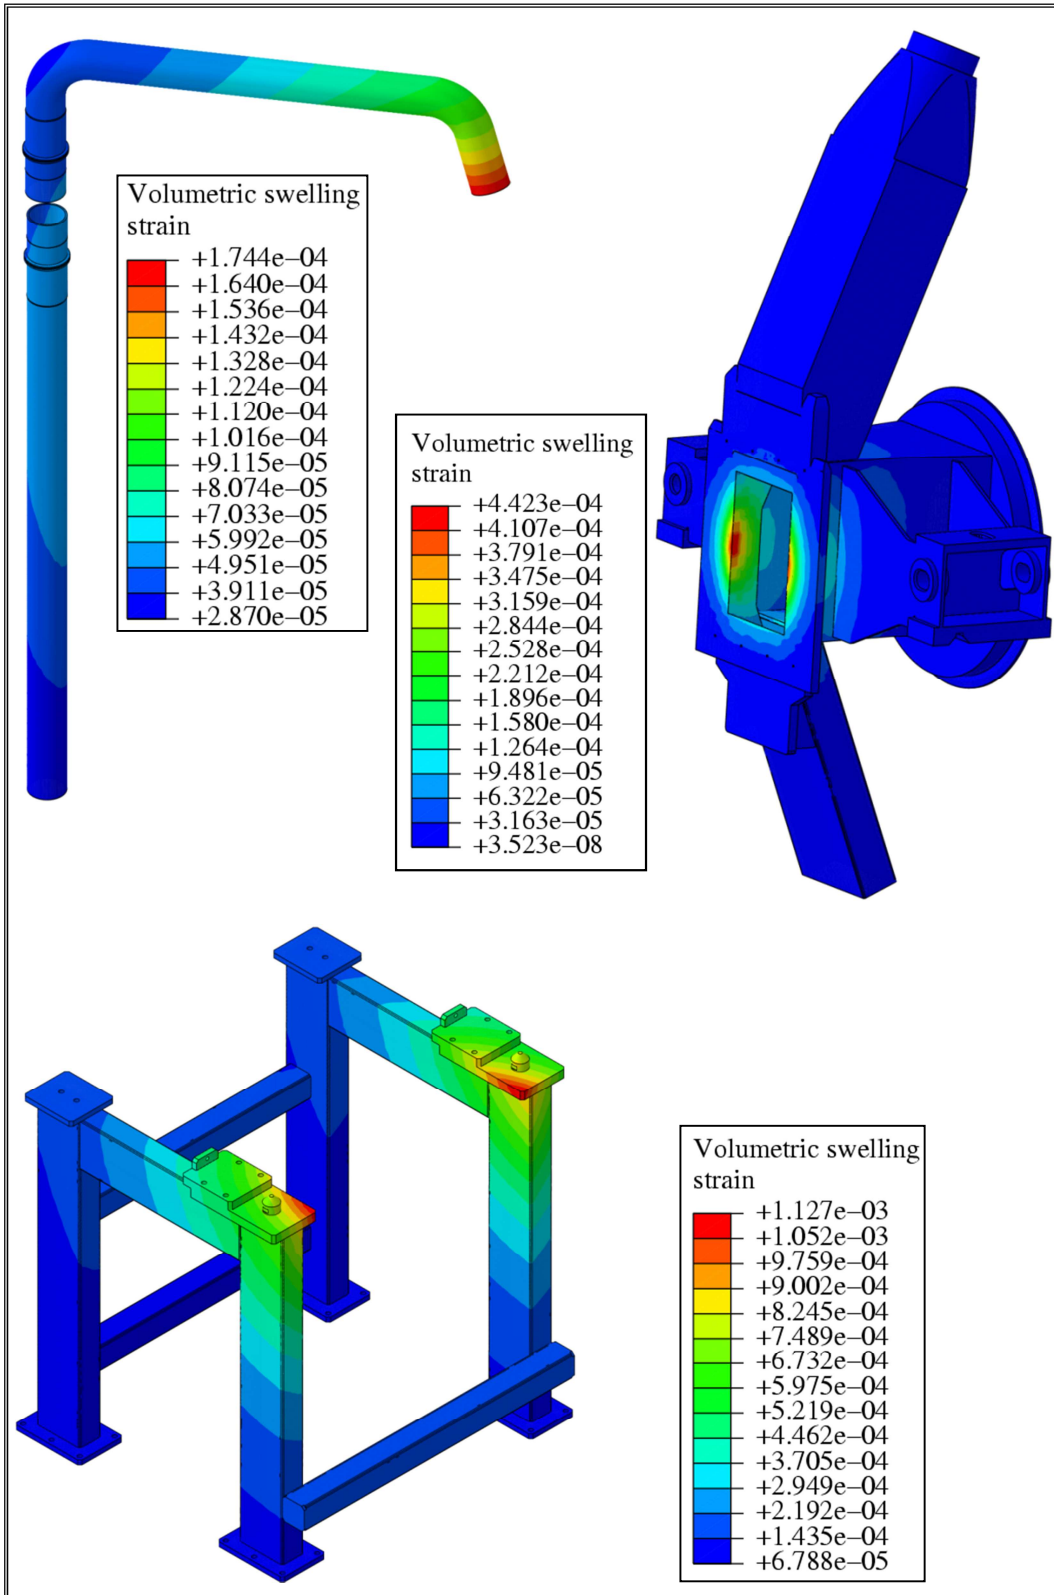 Volumetric swelling
strain
+1.744e−04
+1.640e−04
+1.536e−04
+1.432e−04
+1.328e−04
+1.224e−04
+1.120e−04
+1.016e−04
+9.115e−05
+8.074e−05
+7.033e−05
+5.992e−05
+4.951e−05
+3.911e−05
+2.870e−05
Volumetric swelling
strain
+4.423e−04
+4.107e−04
+3.791e−04
+3.475e−04
+3.159e−04
+2.844e−04
+2.528e−04
+2.212e−04
+1.896e−04
+1.580e−04
+1.264e−04
+9.481e−05
+6.322e−05
+3.163e−05
+3.523e−08
Volumetric swelling
strain
+1.127e−03
+1.052e−03
+9.759e−04
+9.002e−04
+8.245e−04
+7.489e−04
+6.732e−04
+5.975e−04
+5.219e−04
+4.462e−04
+3.705e−04
+2.949e−04
+2.192e−04
+1.435e−04
+6.788e−05